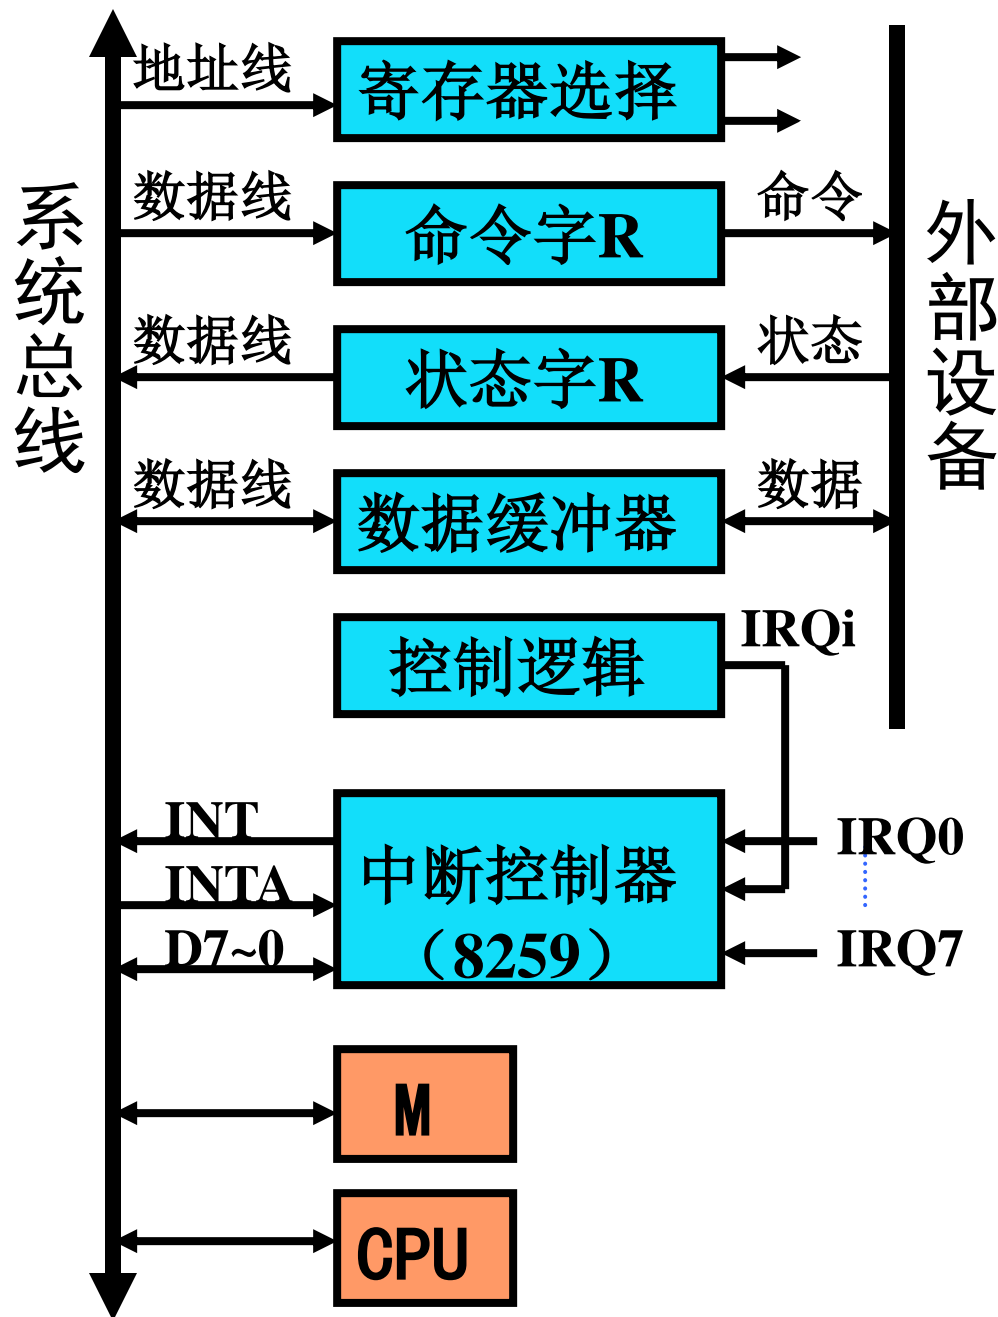 系统总线
地址线
寄存器选择
数据线
命令字R
命令
数据线
状态字R
状态
数据线
数据缓冲器
数据
外部设备
控制逻辑
IRQi
INT
INTA
D7~0
中断控制器
（8259）
IRQ0
IRQ7
M
CPU